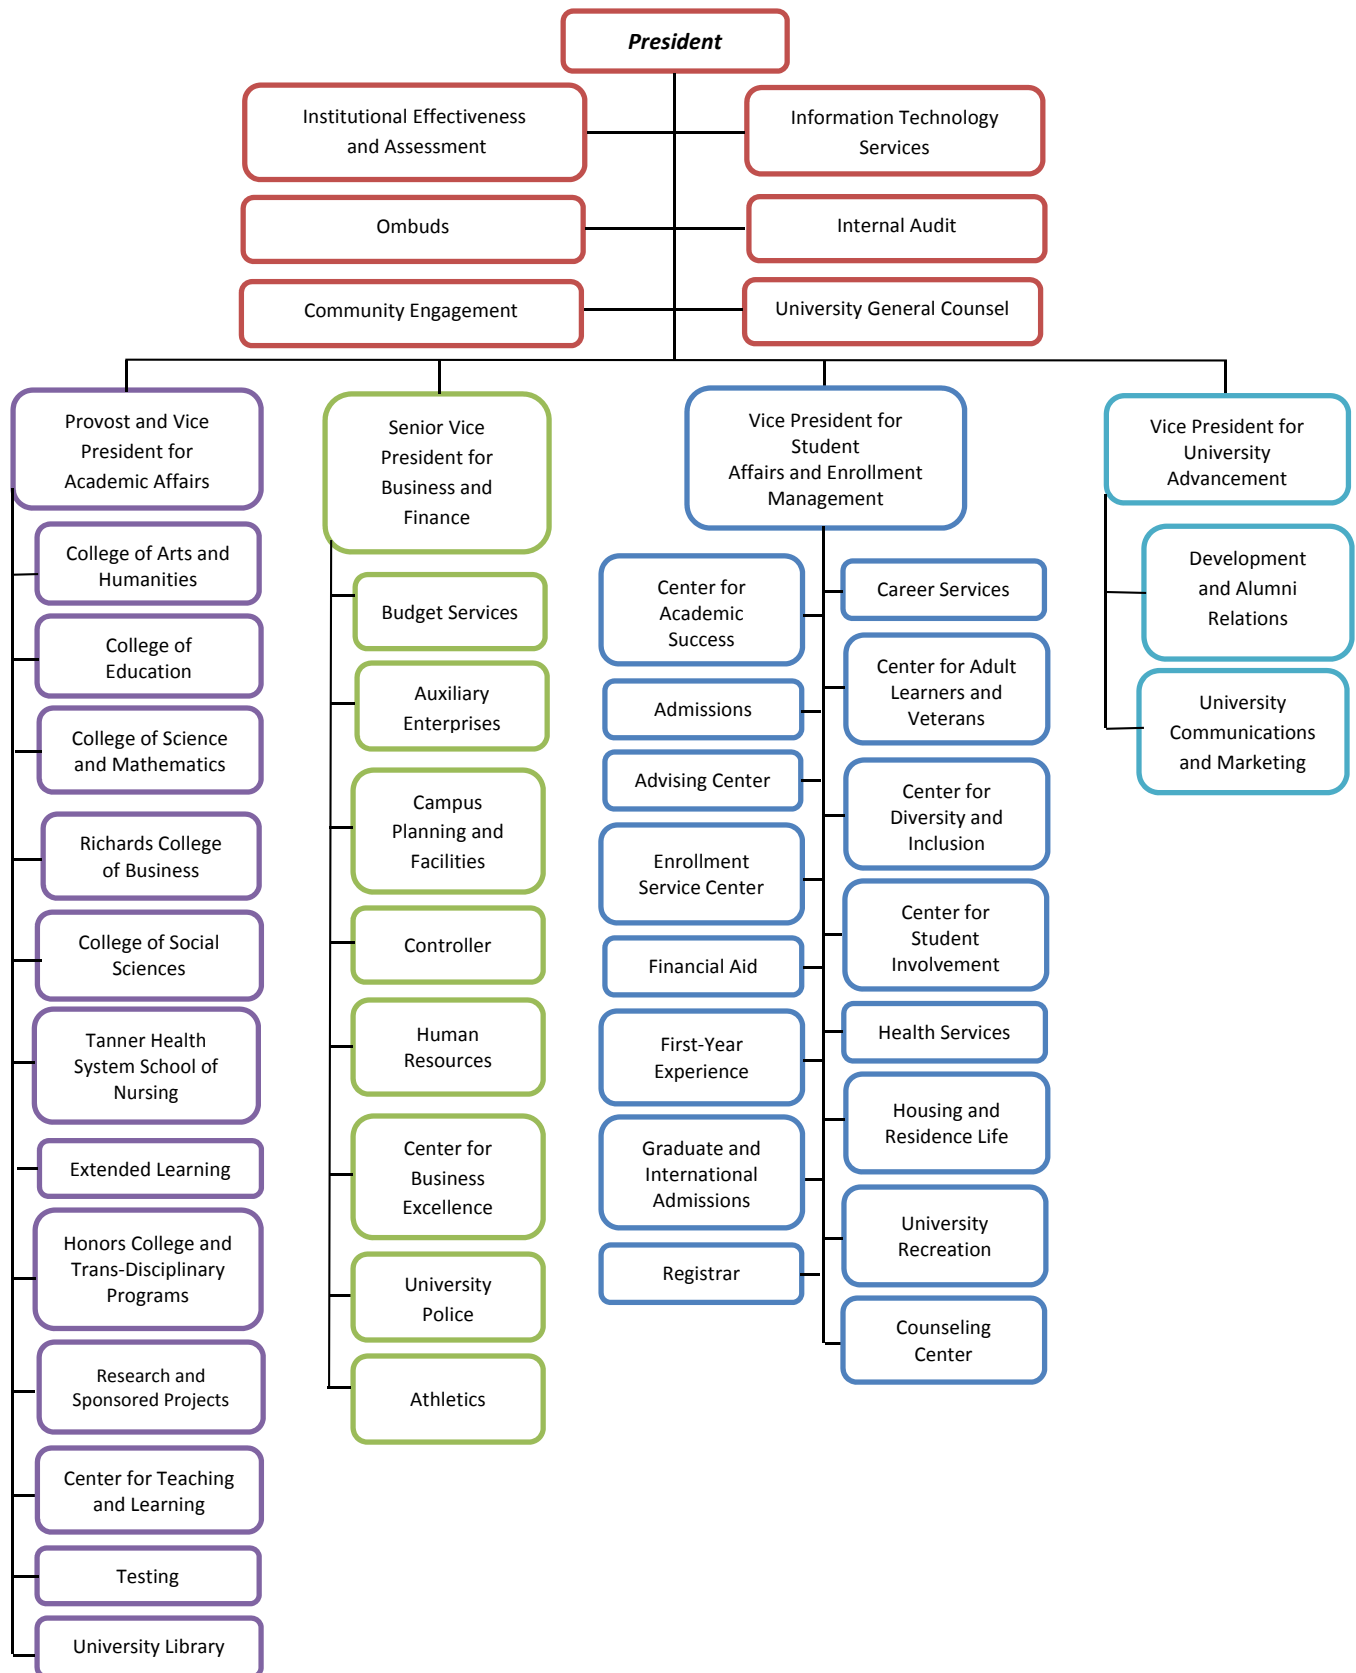 President
Institutional Effectiveness
and Assessment
Information Technology
Services
Ombuds
Internal Audit
Community Engagement
University General Counsel
Provost and Vice
President for
Academic Affairs
College of Arts and
Humanities
College of
Education
College of Science
and Mathematics
Richards College
of Business
College of Social
Sciences
Tanner Health
System School of
Nursing
Extended Learning
Honors College and
Trans-Disciplinary
Programs
Research and
Sponsored Projects
Center for Teaching
and Learning
Testing
University Library
Senior Vice
President for
Business and
Finance
Budget Services
Auxiliary
Enterprises
Campus
Planning and
Facilities
Controller
Human
Resources
Center for
Business
Excellence
University
Police
Athletics
Vice President for
Student
Affairs and Enrollment
Management
Center for
Academic
Success
Admissions
Advising Center
Enrollment
Service Center
Financial Aid
First-Year
Experience
Graduate and
International
Admissions
Registrar
Career Services
Center for Adult
Learners and
Veterans
Center for
Diversity and
Inclusion
Center for
Student
Involvement
Health Services
Housing and
Residence Life
University
Recreation
Counseling
Center
Vice President for
University
Advancement
Development
and Alumni
Relations
University
Communications
and Marketing